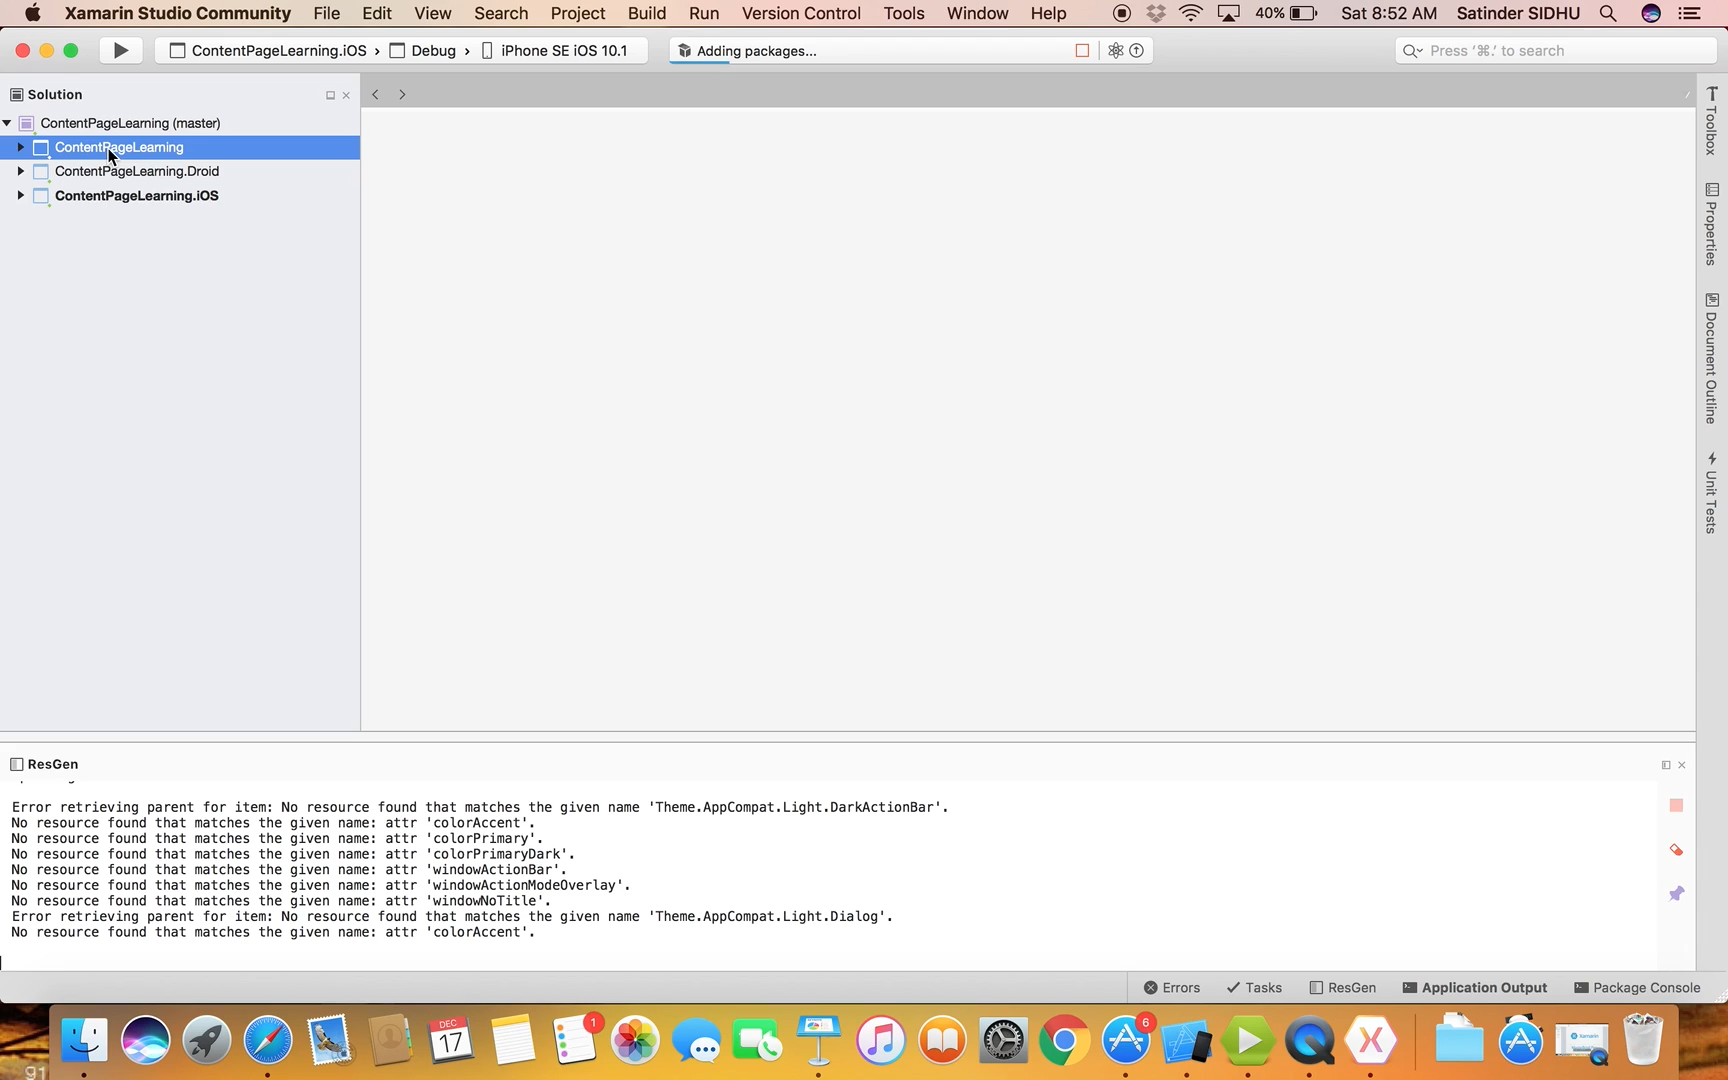 Xamarin Studio Community File Edit View Search Project Build Run Version Control Tools Window Help 40% Sat 8:52 AM Satinder SIDHU
ContentPageLearning.iOS › Debug › iPhone SE iOS 10.1 Adding packages... Press '⌘.' to search
Solution
ContentPageLearning (master)
ContentPageLearning
ContentPageLearning.Droid
ContentPageLearning.iOS
Toolbox
Properties
Document Outline
Unit Tests
ResGen
Error retrieving parent for item: No resource found that matches the given name 'Theme.AppCompat.Light.DarkActionBar'.
No resource found that matches the given name: attr 'colorAccent'.
No resource found that matches the given name: attr 'colorPrimary'.
No resource found that matches the given name: attr 'colorPrimaryDark'.
No resource found that matches the given name: attr 'windowActionBar'.
No resource found that matches the given name: attr 'windowActionModeOverlay'.
No resource found that matches the given name: attr 'windowNoTitle'.
Error retrieving parent for item: No resource found that matches the given name 'Theme.AppCompat.Light.Dialog'.
No resource found that matches the given name: attr 'colorAccent'.
Errors Tasks ResGen Application Output Package Console
DEC
17
1
6
91